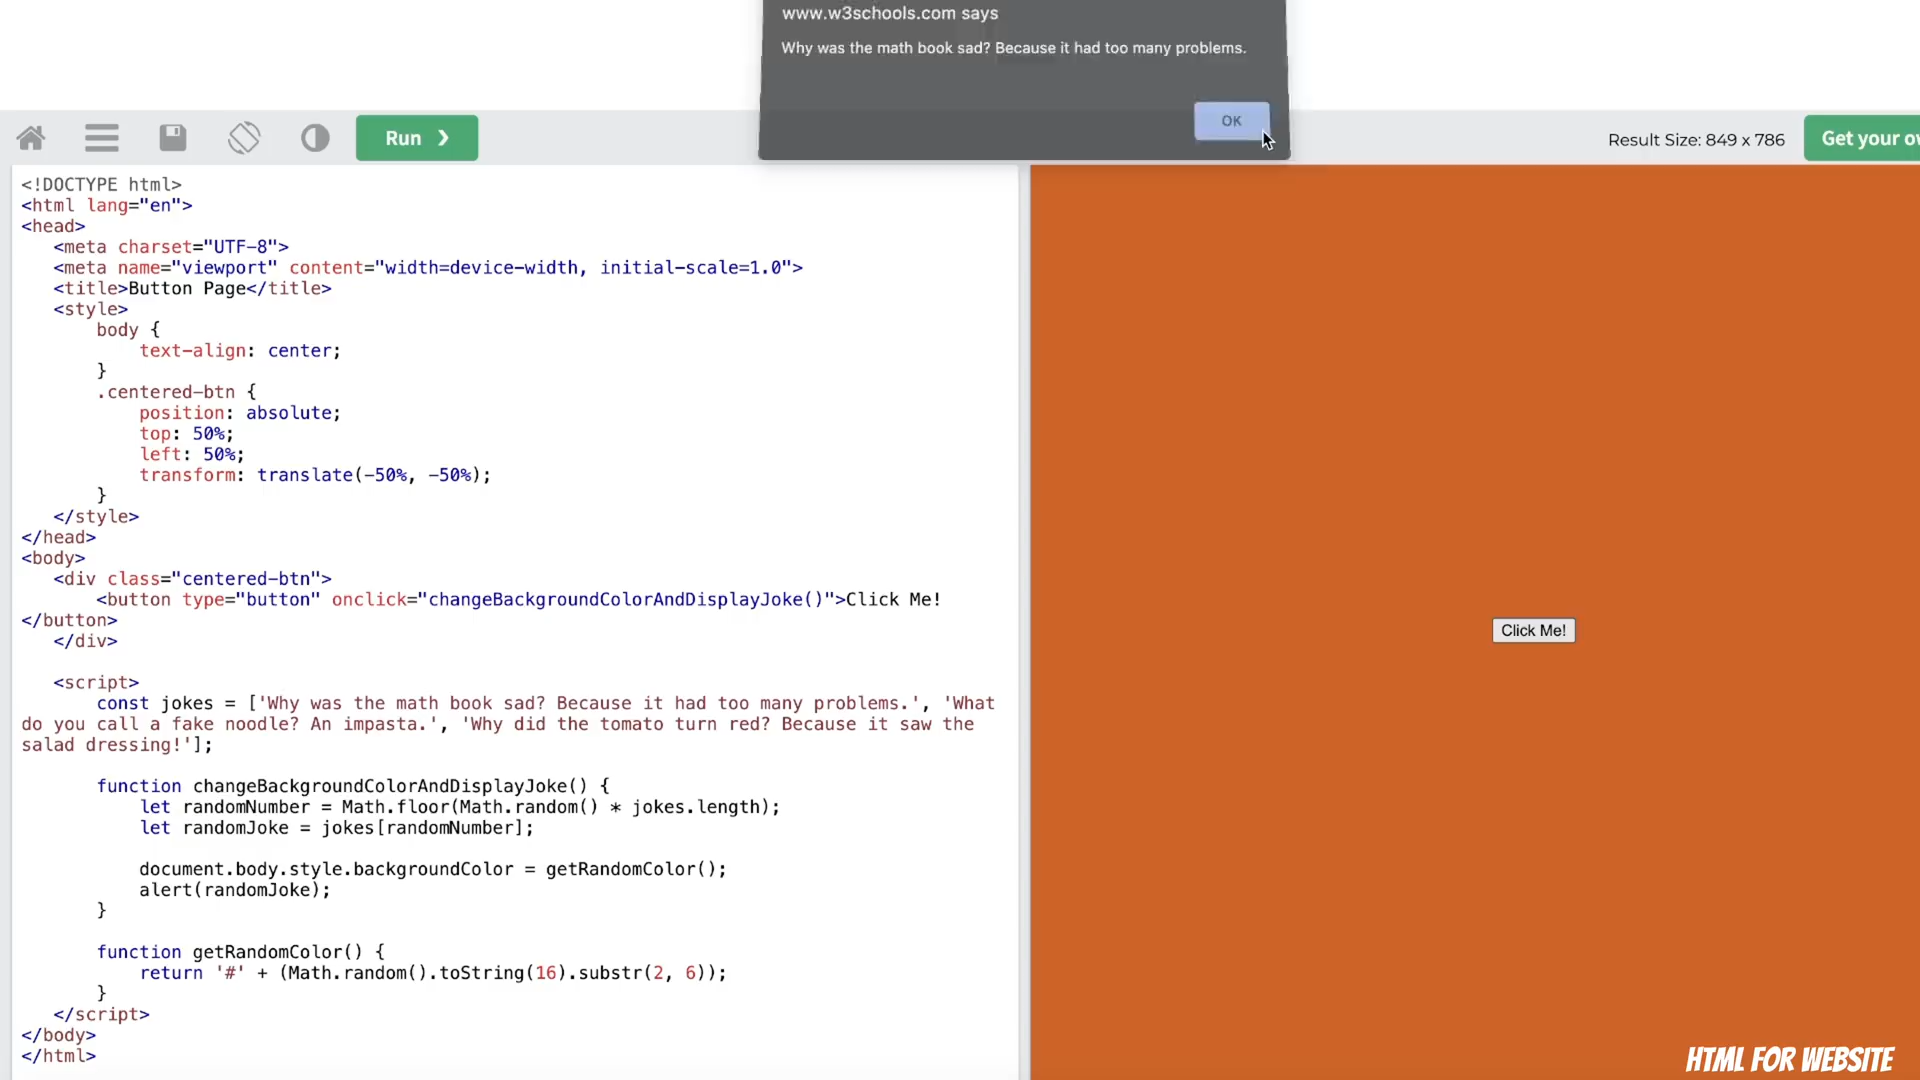 www.w3schools.com says
Why was the math book sad? Because it had too many problems.
OK
Run ❯
Result Size: 849 x 786
Get your ow
<!DOCTYPE html>
<html lang="en">
<head>
<meta charset="UTF-8">
<meta name="viewport" content="width=device-width, initial-scale=1.0">
<title>Button Page</title>
<style>
body {
text-align: center;
}
.centered-btn {
position: absolute;
top: 50%;
left: 50%;
transform: translate(-50%, -50%);
}
</style>
</head>
<body>
<div class="centered-btn">
<button type="button" onclick="changeBackgroundColorAndDisplayJoke()">Click Me!
</button>
</div>
<script>
const jokes = ['Why was the math book sad? Because it had too many problems.', 'What
do you call a fake noodle? An impasta.', 'Why did the tomato turn red? Because it saw the
salad dressing!'];
function changeBackgroundColorAndDisplayJoke() {
let randomNumber = Math.floor(Math.random() * jokes.length);
let randomJoke = jokes[randomNumber];
document.body.style.backgroundColor = getRandomColor();
alert(randomJoke);
}
function getRandomColor() {
return '#' + (Math.random().toString(16).substr(2, 6));
}
</script>
</body>
</html>
Click Me!
HTML FOR WEBSITE